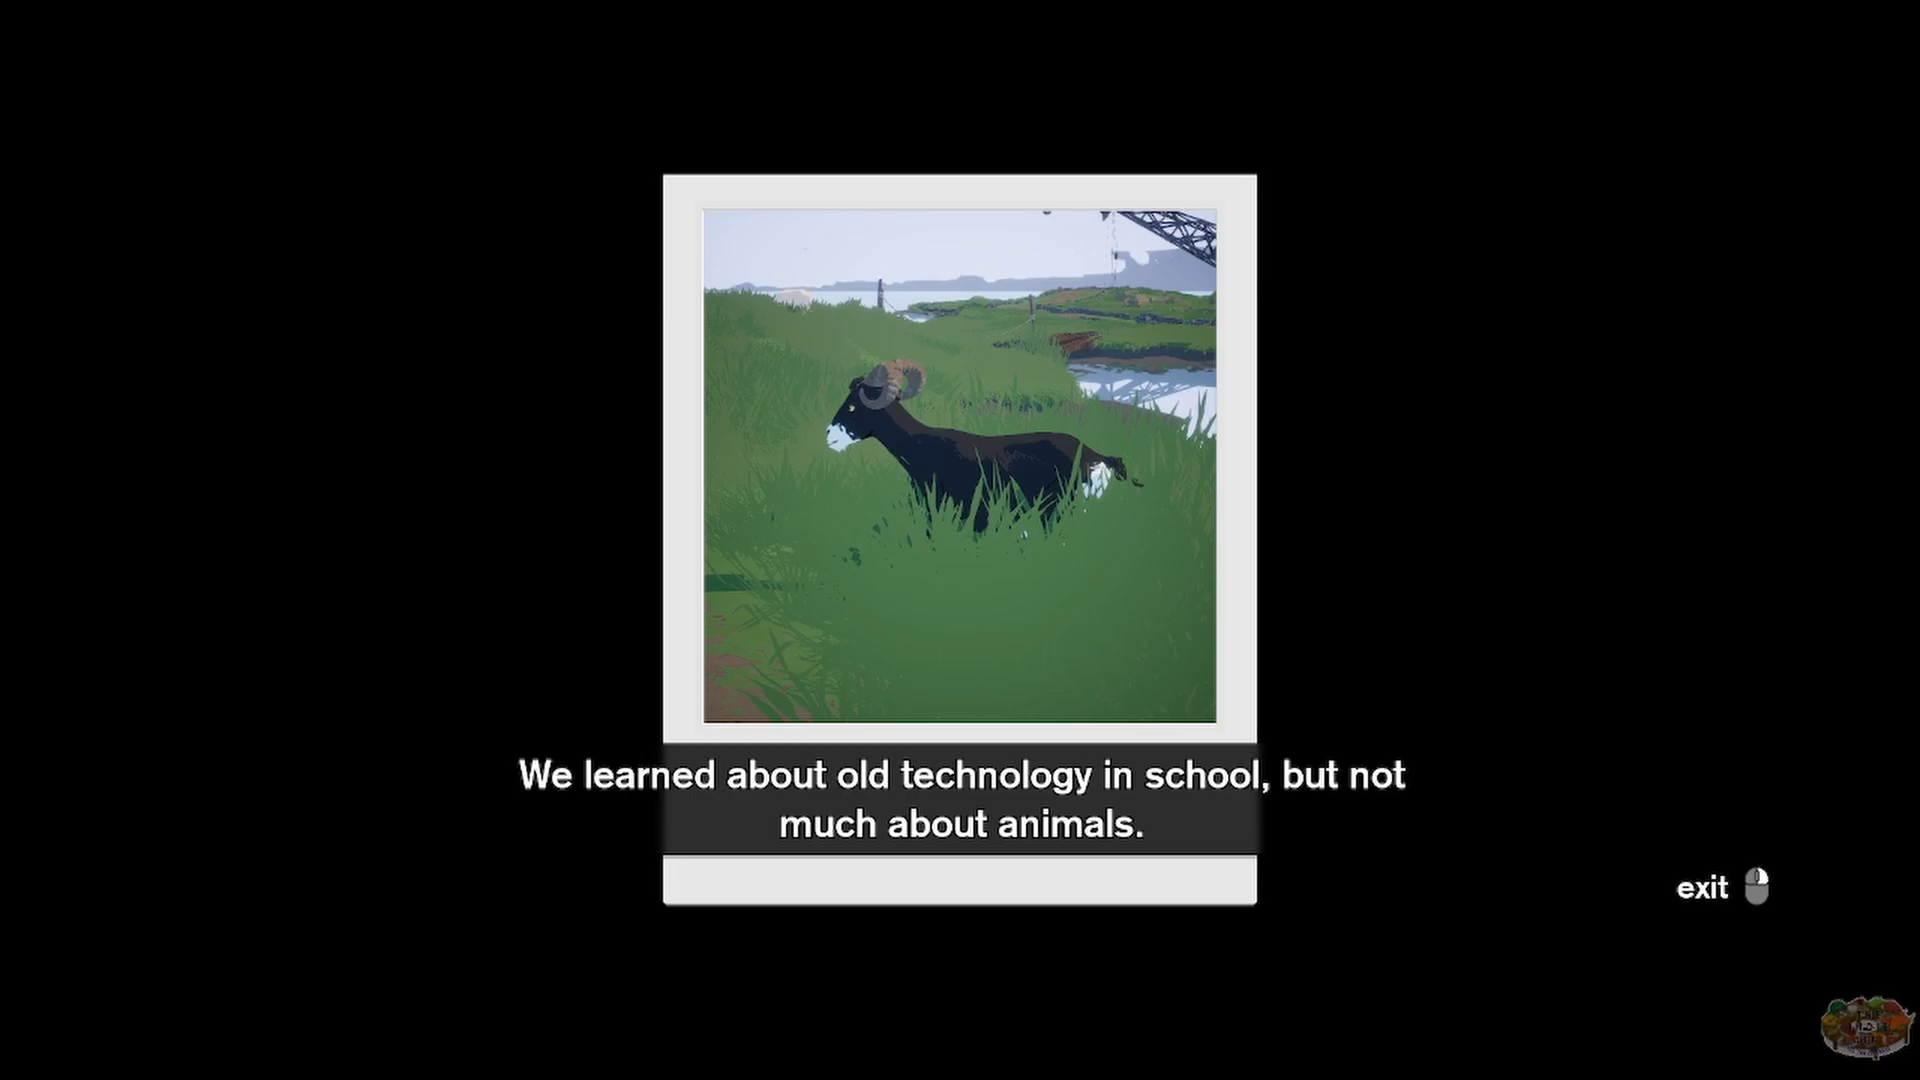 We learned about old technology in school, but not
much about animals.
exit